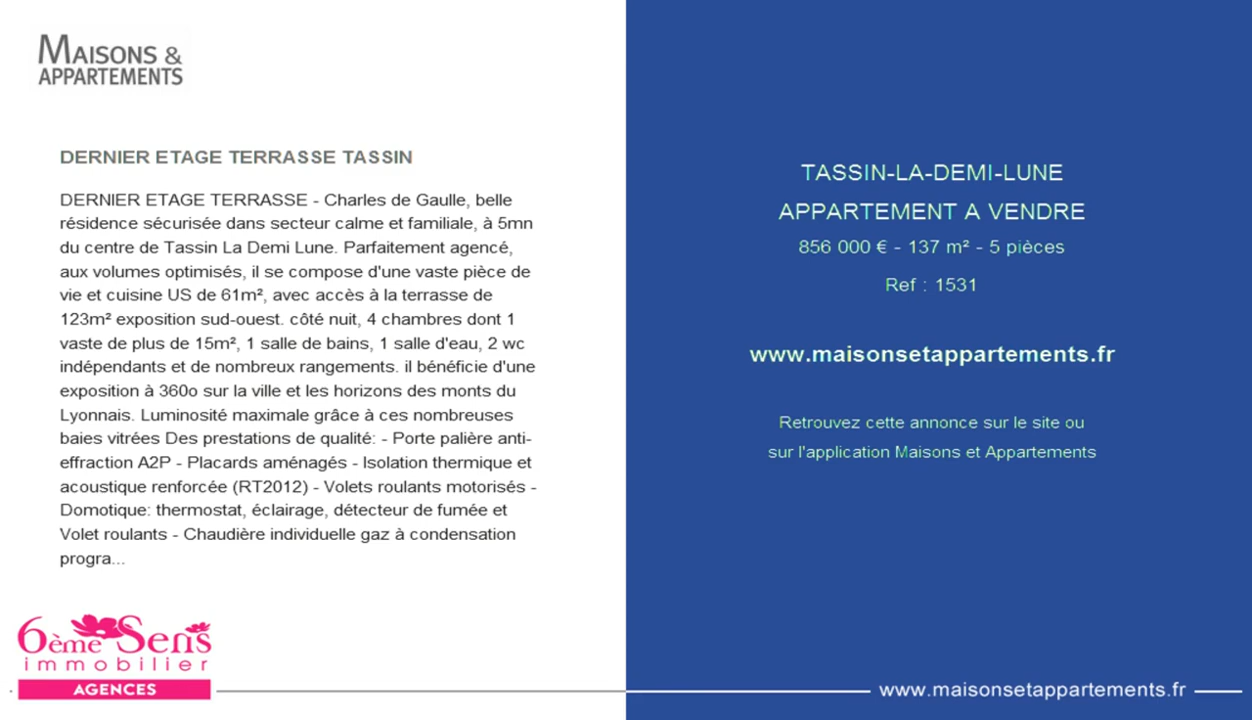 MAISONS &
APPARTEMENTS
DERNIER ETAGE TERRASSE TASSIN
DERNIER ETAGE TERRASSE - Charles de Gaulle, belle
résidence sécurisée dans secteur calme et familiale, à 5mn
du centre de Tassin La Demi Lune. Parfaitement agencé,
aux volumes optimisés, il se compose d'une vaste pièce de
vie et cuisine US de 61m², avec accès à la terrasse de
123m² exposition sud-ouest. côté nuit, 4 chambres dont 1
vaste de plus de 15m², 1 salle de bains, 1 salle d'eau, 2 wc
indépendants et de nombreux rangements. il bénéficie d'une
exposition à 360o sur la ville et les horizons des monts du
Lyonnais. Luminosité maximale grâce à ces nombreuses
baies vitrées Des prestations de qualité: - Porte palière anti-
effraction A2P - Placards aménagés - Isolation thermique et
acoustique renforcée (RT2012) - Volets roulants motorisés -
Domotique: thermostat, éclairage, détecteur de fumée et
Volet roulants - Chaudière individuelle gaz à condensation
progra...
6ème Sens
immobilier
AGENCES
TASSIN-LA-DEMI-LUNE
APPARTEMENT A VENDRE
856 000 € - 137 m² - 5 pièces
Ref : 1531
www.maisonsetappartements.fr
Retrouvez cette annonce sur le site ou
sur l'application Maisons et Appartements
www.maisonsetappartements.fr